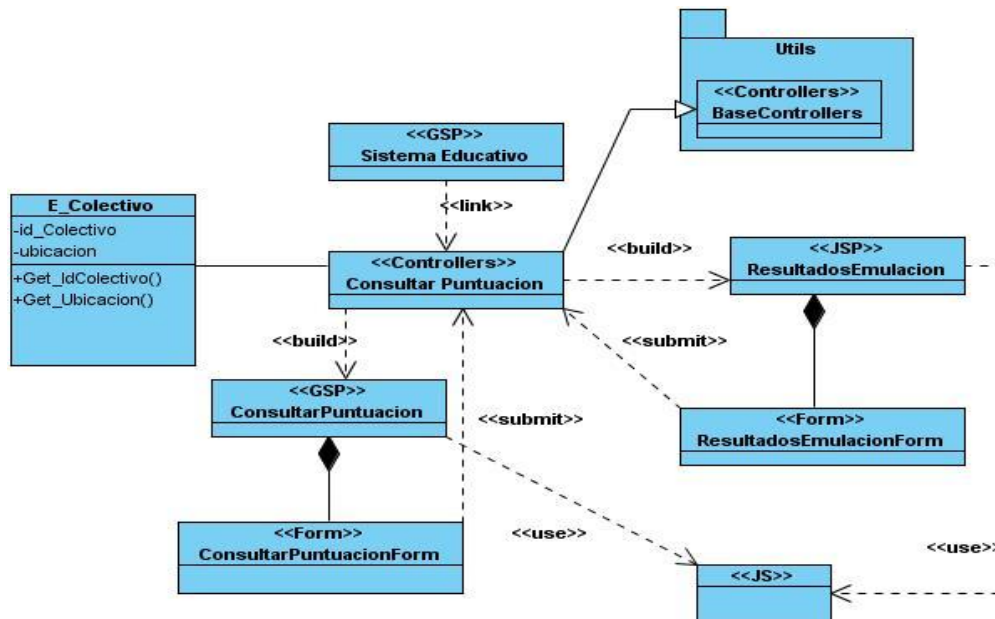 Utils
<<Controllers>>
BaseControllers
<<GSP>>
Sistema Educativo
<<link>>
E_Colectivo
-id_Colectivo
-ubicacion
+Get_IdColectivo()
+Get_Ubicacion()
<<Controllers>>
Consultar Puntuacion
<<build>>
<<JSP>>
ResultadosEmulacion
<<build>>
<<submit>>
<<GSP>>
ConsultarPuntuacion
<<submit>>
<<Form>>
ResultadosEmulacionForm
<<Form>>
ConsultarPuntuacionForm
<<use>>
<<use>>
<<JS>>